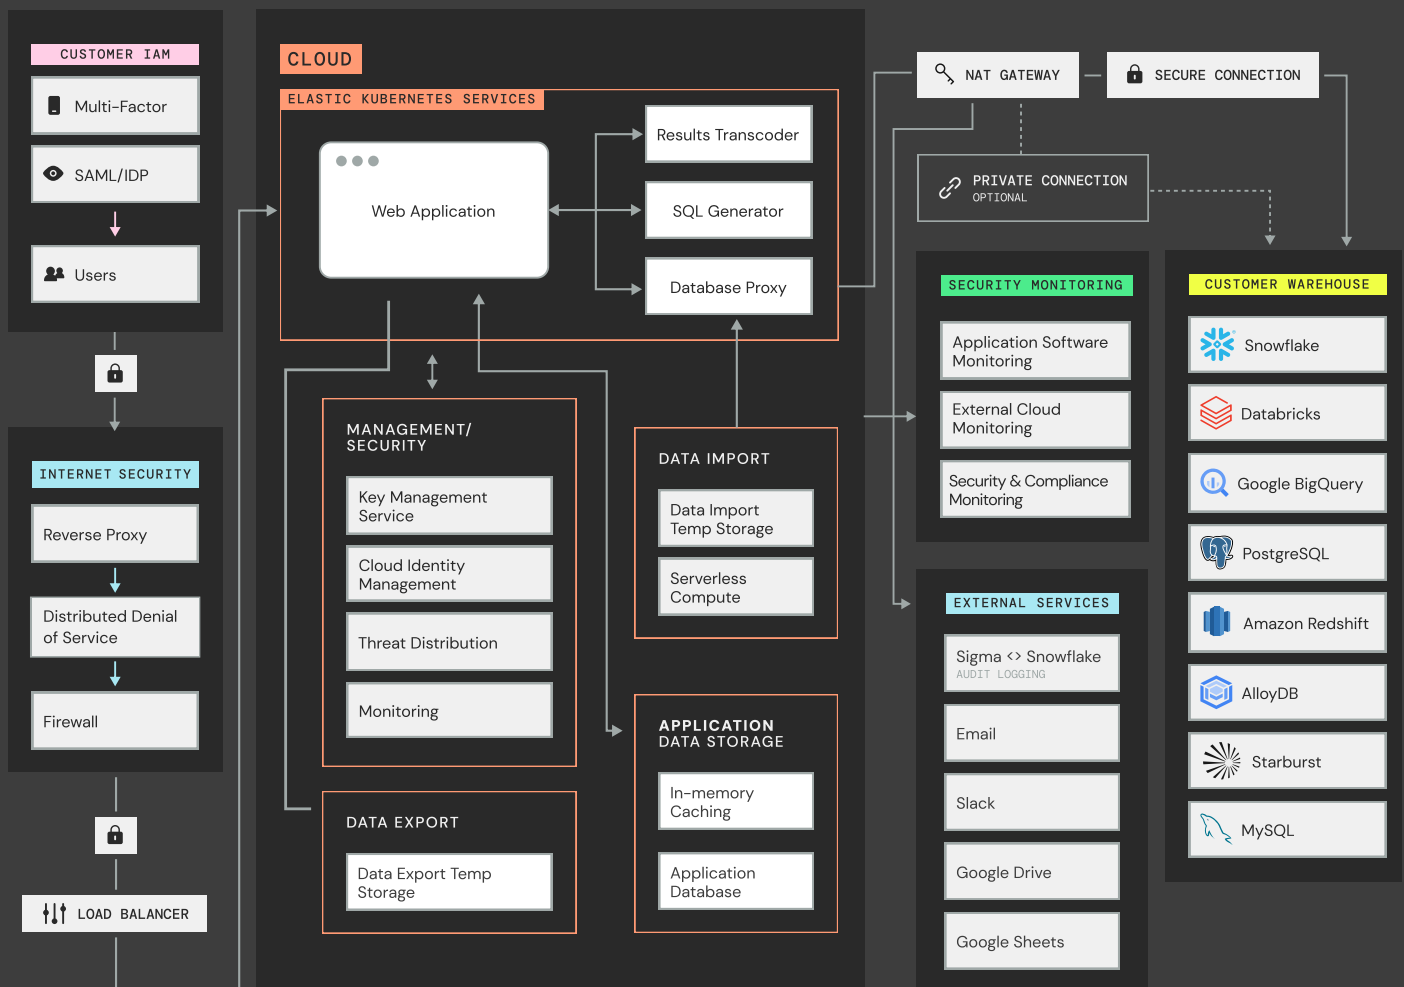 CUSTOMER IAM
Multi-Factor
SAML/IDP
Users
INTERNET SECURITY
Reverse Proxy
Distributed Denial
of Service
Firewall
LOAD BALANCER
CLOUD
ELASTIC KUBERNETES SERVICES
Web Application
Results Transcoder
SQL Generator
Database Proxy
MANAGEMENT/
SECURITY
Key Management
Service
Cloud Identity
Management
Threat Distribution
Monitoring
DATA EXPORT
Data Export Temp
Storage
DATA IMPORT
Data Import
Temp Storage
Serverless
Compute
APPLICATION
DATA STORAGE
In-memory
Caching
Application
Database
NAT GATEWAY
SECURE CONNECTION
PRIVATE CONNECTION
OPTIONAL
SECURITY MONITORING
Application Software
Monitoring
External Cloud
Monitoring
Security & Compliance
Monitoring
EXTERNAL SERVICES
Sigma <> Snowflake
AUDIT LOGGING
Email
Slack
Google Drive
Google Sheets
CUSTOMER WAREHOUSE
Snowflake
Databricks
Google BigQuery
PostgreSQL
Amazon Redshift
AlloyDB
Starburst
MySQL